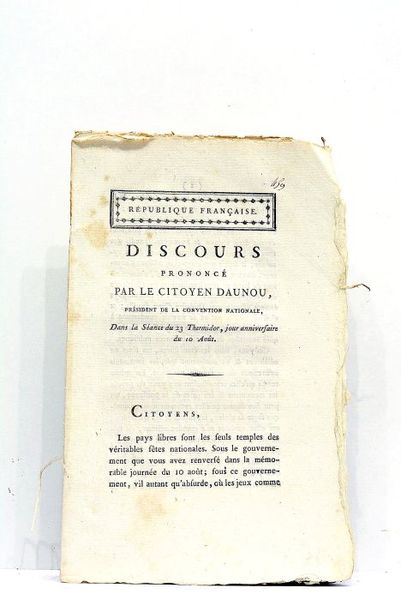 RÉPUBLIQUE FRANÇAISE.
DISCOURS
PRONONCÉ
PAR LE CITOYEN DAUNOU,
PRÉSIDENT DE LA CONVENTION NATIONALE,
Dans la Séance du 23 Thermidor, jour anniversaire
du 10 Août.
CITOYENS,
Les pays libres sont les seuls temples des
véritables fêtes nationales. Sous le gouverne-
ment que vous avez renversé dans la mémo-
rable journée du 10 août; sous ce gouverne-
ment, vil autant qu'absurde, où les jeux comme